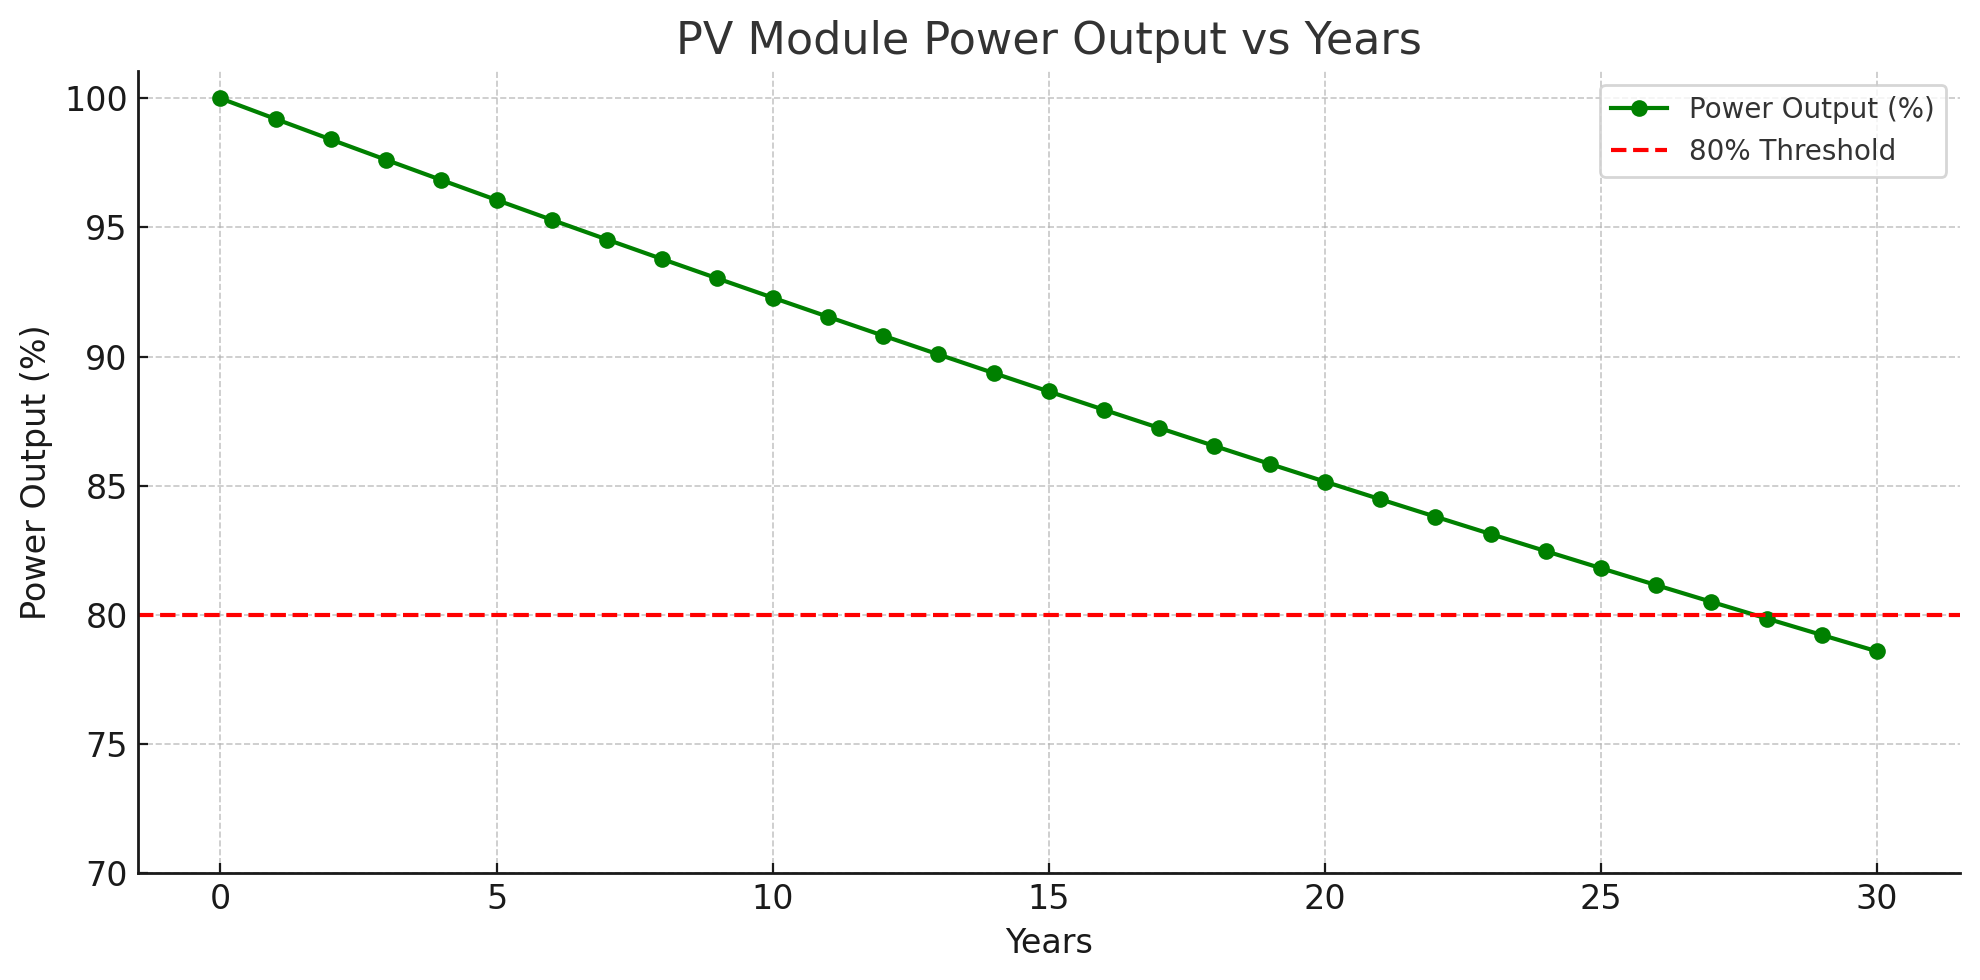 PV Module Power Output vs Years
Power Output (%)
80% Threshold
100
95
90
85
80
75
70
Power Output (%)
0 5 10 15 20 25 30
Years